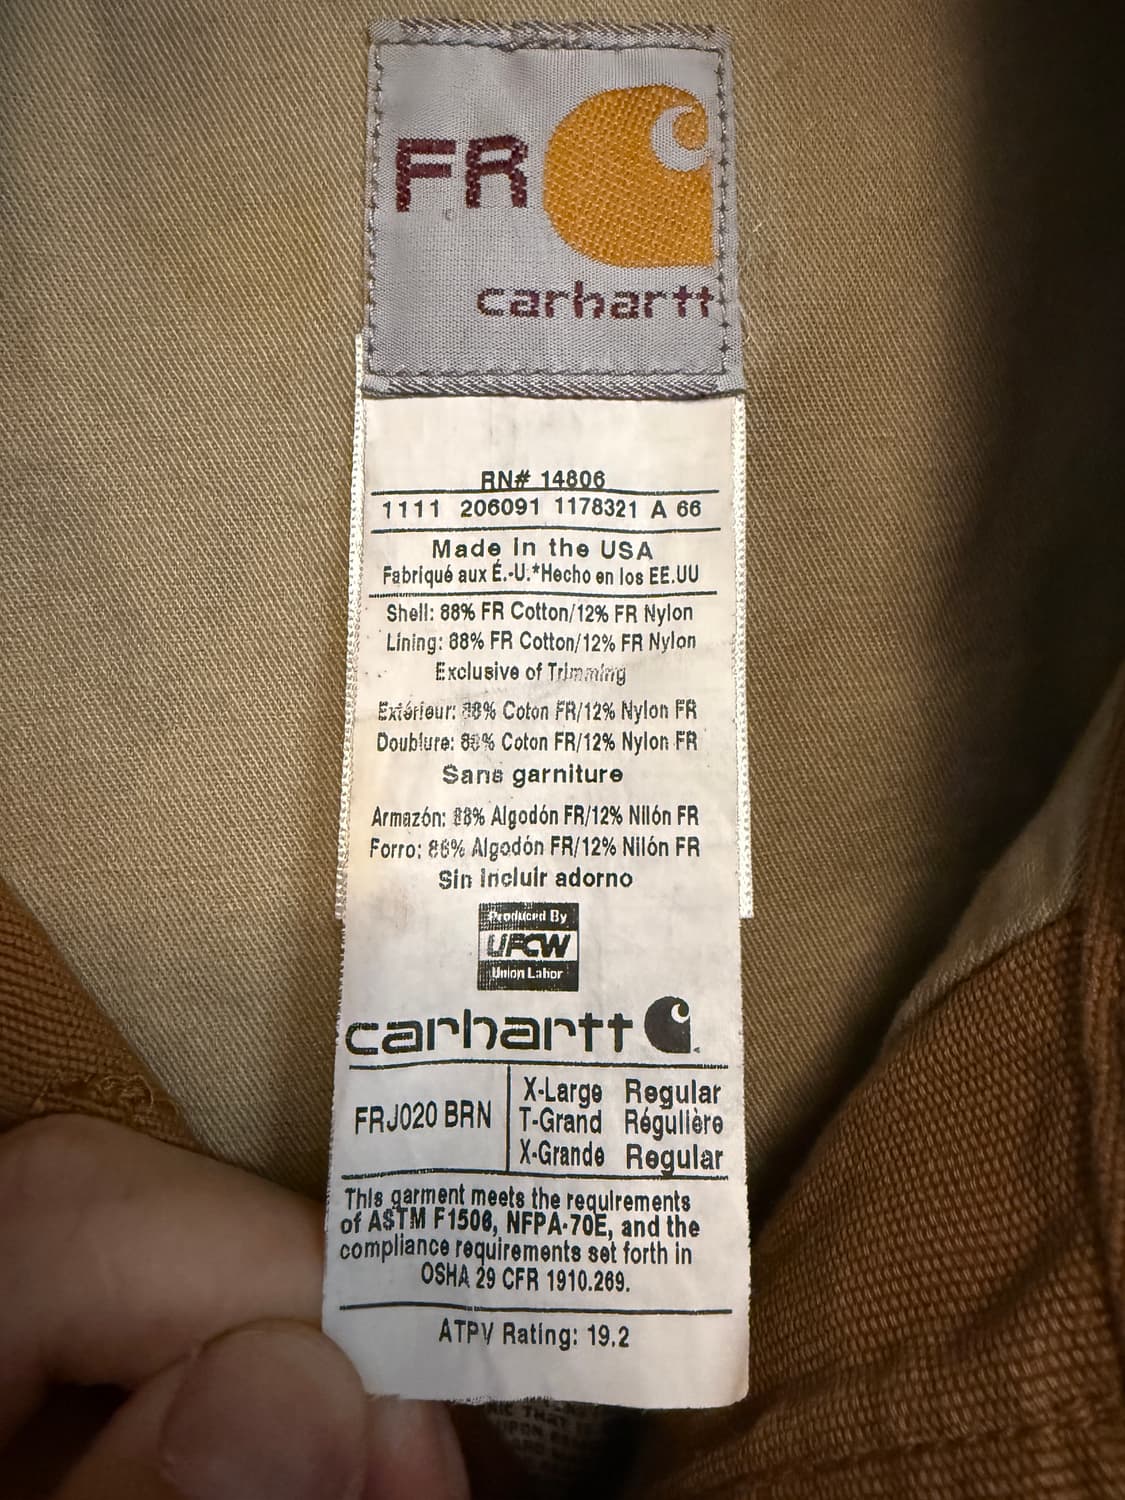 FR
carhartt
RN# 14806
1111 206091 1178321 A 66
Made in the USA
Fabriqué aux É.-U.*Hecho en los EE.UU
Shell: 88% FR Cotton/12% FR Nylon
Lining: 88% FR Cotton/12% FR Nylon
Exclusive of Trimming
Extérieur: 88% Coton FR/12% Nylon FR
Doublure: 88% Coton FR/12% Nylon FR
Sans garniture
Armazón: 88% Algodón FR/12% Nilón FR
Forro: 88% Algodón FR/12% Nilón FR
Sin Incluir adorno
Produced By
UFCW
Union Labor
carhartt
FRJ020 BRN
X-Large Regular
T-Grand Régulière
X-Grande Regular
This garment meets the requirements
of ASTM F1506, NFPA-70E, and the
compliance requirements set forth in
OSHA 29 CFR 1910.269.
ATPV Rating: 19.2